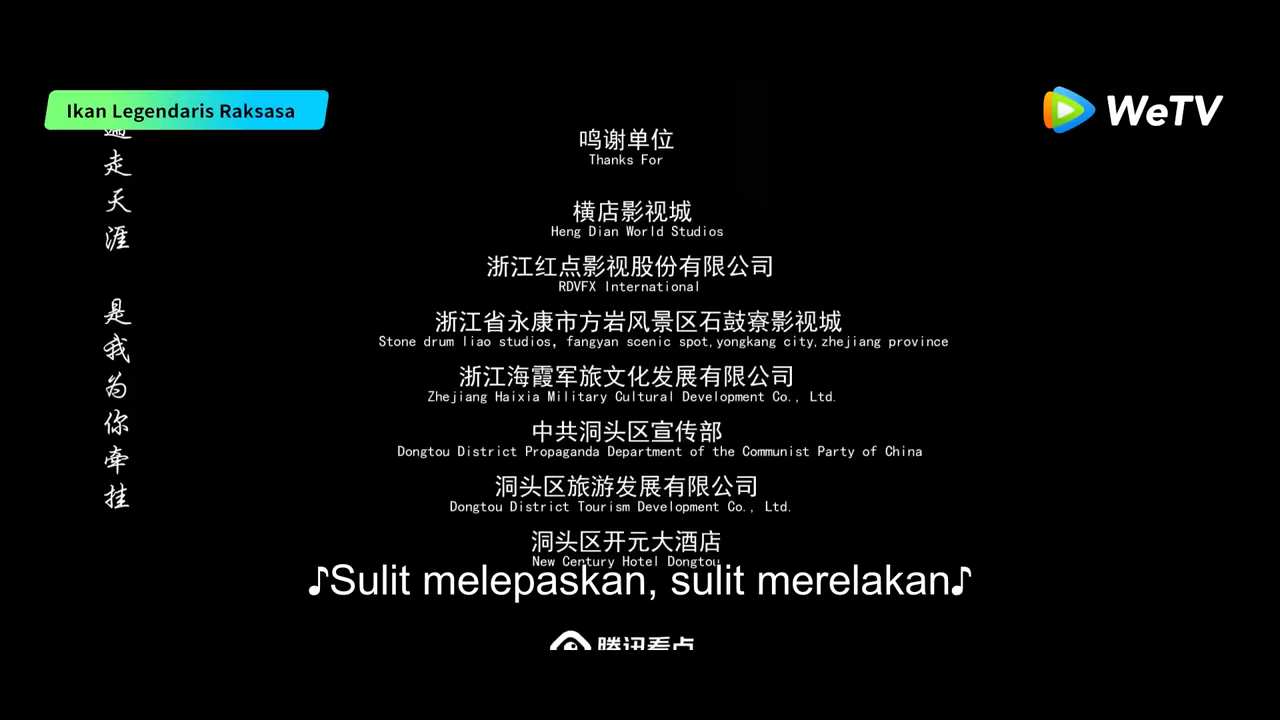 Ikan Legendaris Raksasa
WeTV
遍走天涯
是我为你牵挂
鸣谢单位
Thanks For
横店影视城
Heng Dian World Studios
浙江红点影视股份有限公司
RDVFX International
浙江省永康市方岩风景区石鼓寮影视城
Stone drum liao studios, fangyan scenic spot,yongkang city,zhejiang province
浙江海霞军旅文化发展有限公司
Zhejiang Haixia Military Cultural Development Co., Ltd.
中共洞头区宣传部
Dongtou District Propaganda Department of the Communist Party of China
洞头区旅游发展有限公司
Dongtou District Tourism Development Co., Ltd.
洞头区开元大酒店
New Century Hotel Dongtou
♪Sulit melepaskan, sulit merelakan♪
腾讯看点